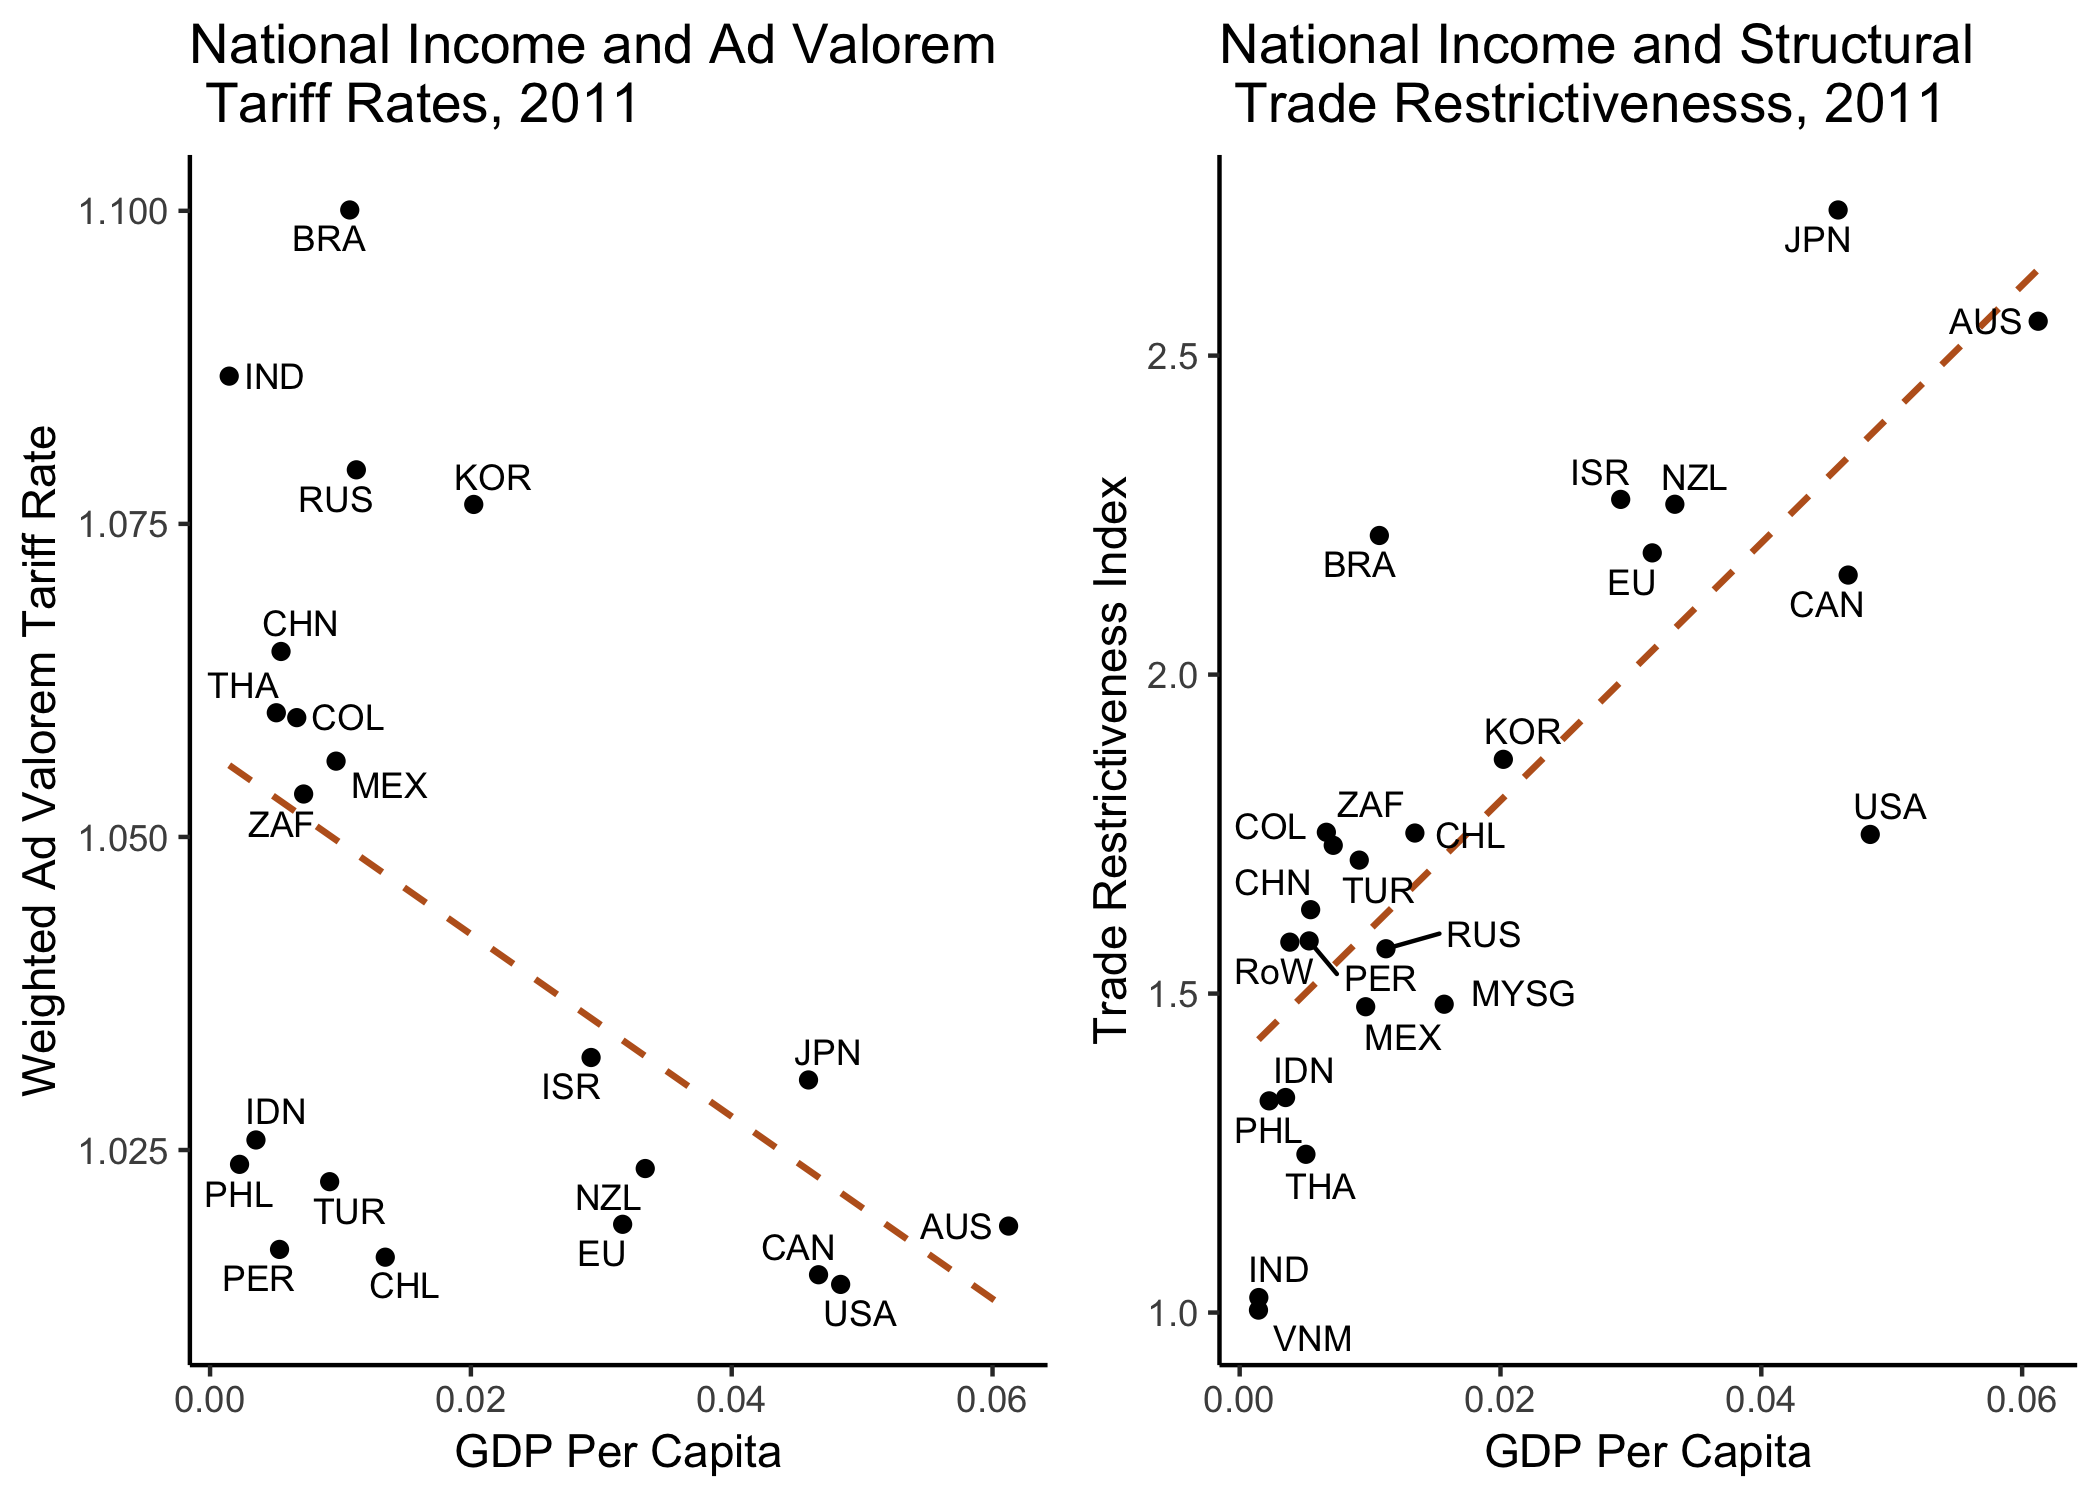 National Income and Ad Valorem
Tariff Rates, 2011
Weighted Ad Valorem Tariff Rate
1.100
1.075
1.050
1.025
BRA
IND
RUS
KOR
CHN
THA
COL
MEX
ZAF
ISR
JPN
IDN
PHL
TUR
NZL
PER
CHL
EU
CAN
AUS
USA
0.00
0.02
0.04
0.06
GDP Per Capita
National Income and Structural
Trade Restrictivenesss, 2011
Trade Restrictiveness Index
2.5
2.0
1.5
1.0
JPN
AUS
ISR
NZL
BRA
EU
CAN
KOR
ZAF
USA
COL
CHL
CHN
TUR
RUS
RoW
PER
MYSG
MEX
IDN
PHL
THA
IND
VNM
0.00
0.02
0.04
0.06
GDP Per Capita